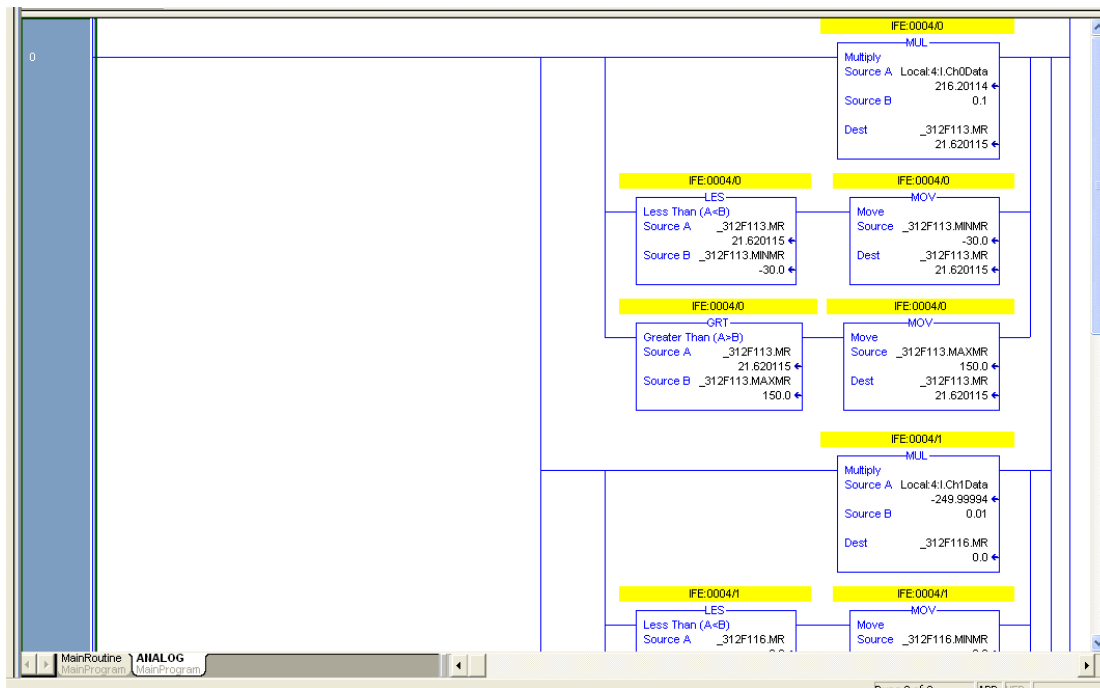 0
IFE:0004/0
MUL
Multiply
Source A Local:4:I.Ch0Data
216.20114
Source B 0.1
Dest _312F113.MR
21.620115
IFE:0004/0
LES
Less Than (A<B)
Source A _312F113.MR
21.620115
Source B _312F113.MINMR
-30.0
IFE:0004/0
MOV
Move
Source _312F113.MINMR
-30.0
Dest _312F113.MR
21.620115
IFE:0004/0
GRT
Greater Than (A>B)
Source A _312F113.MR
21.620115
Source B _312F113.MAXMR
150.0
IFE:0004/0
MOV
Move
Source _312F113.MAXMR
150.0
Dest _312F113.MR
21.620115
IFE:0004/1
MUL
Multiply
Source A Local:4:I.Ch1Data
-249.99994
Source B 0.01
Dest _312F116.MR
0.0
IFE:0004/1
LES
Less Than (A<B)
Source A _312F116.MR
IFE:0004/1
MOV
Move
Source _312F116.MINMR
MainRoutine
MainProgram
ANALOG
MainProgram